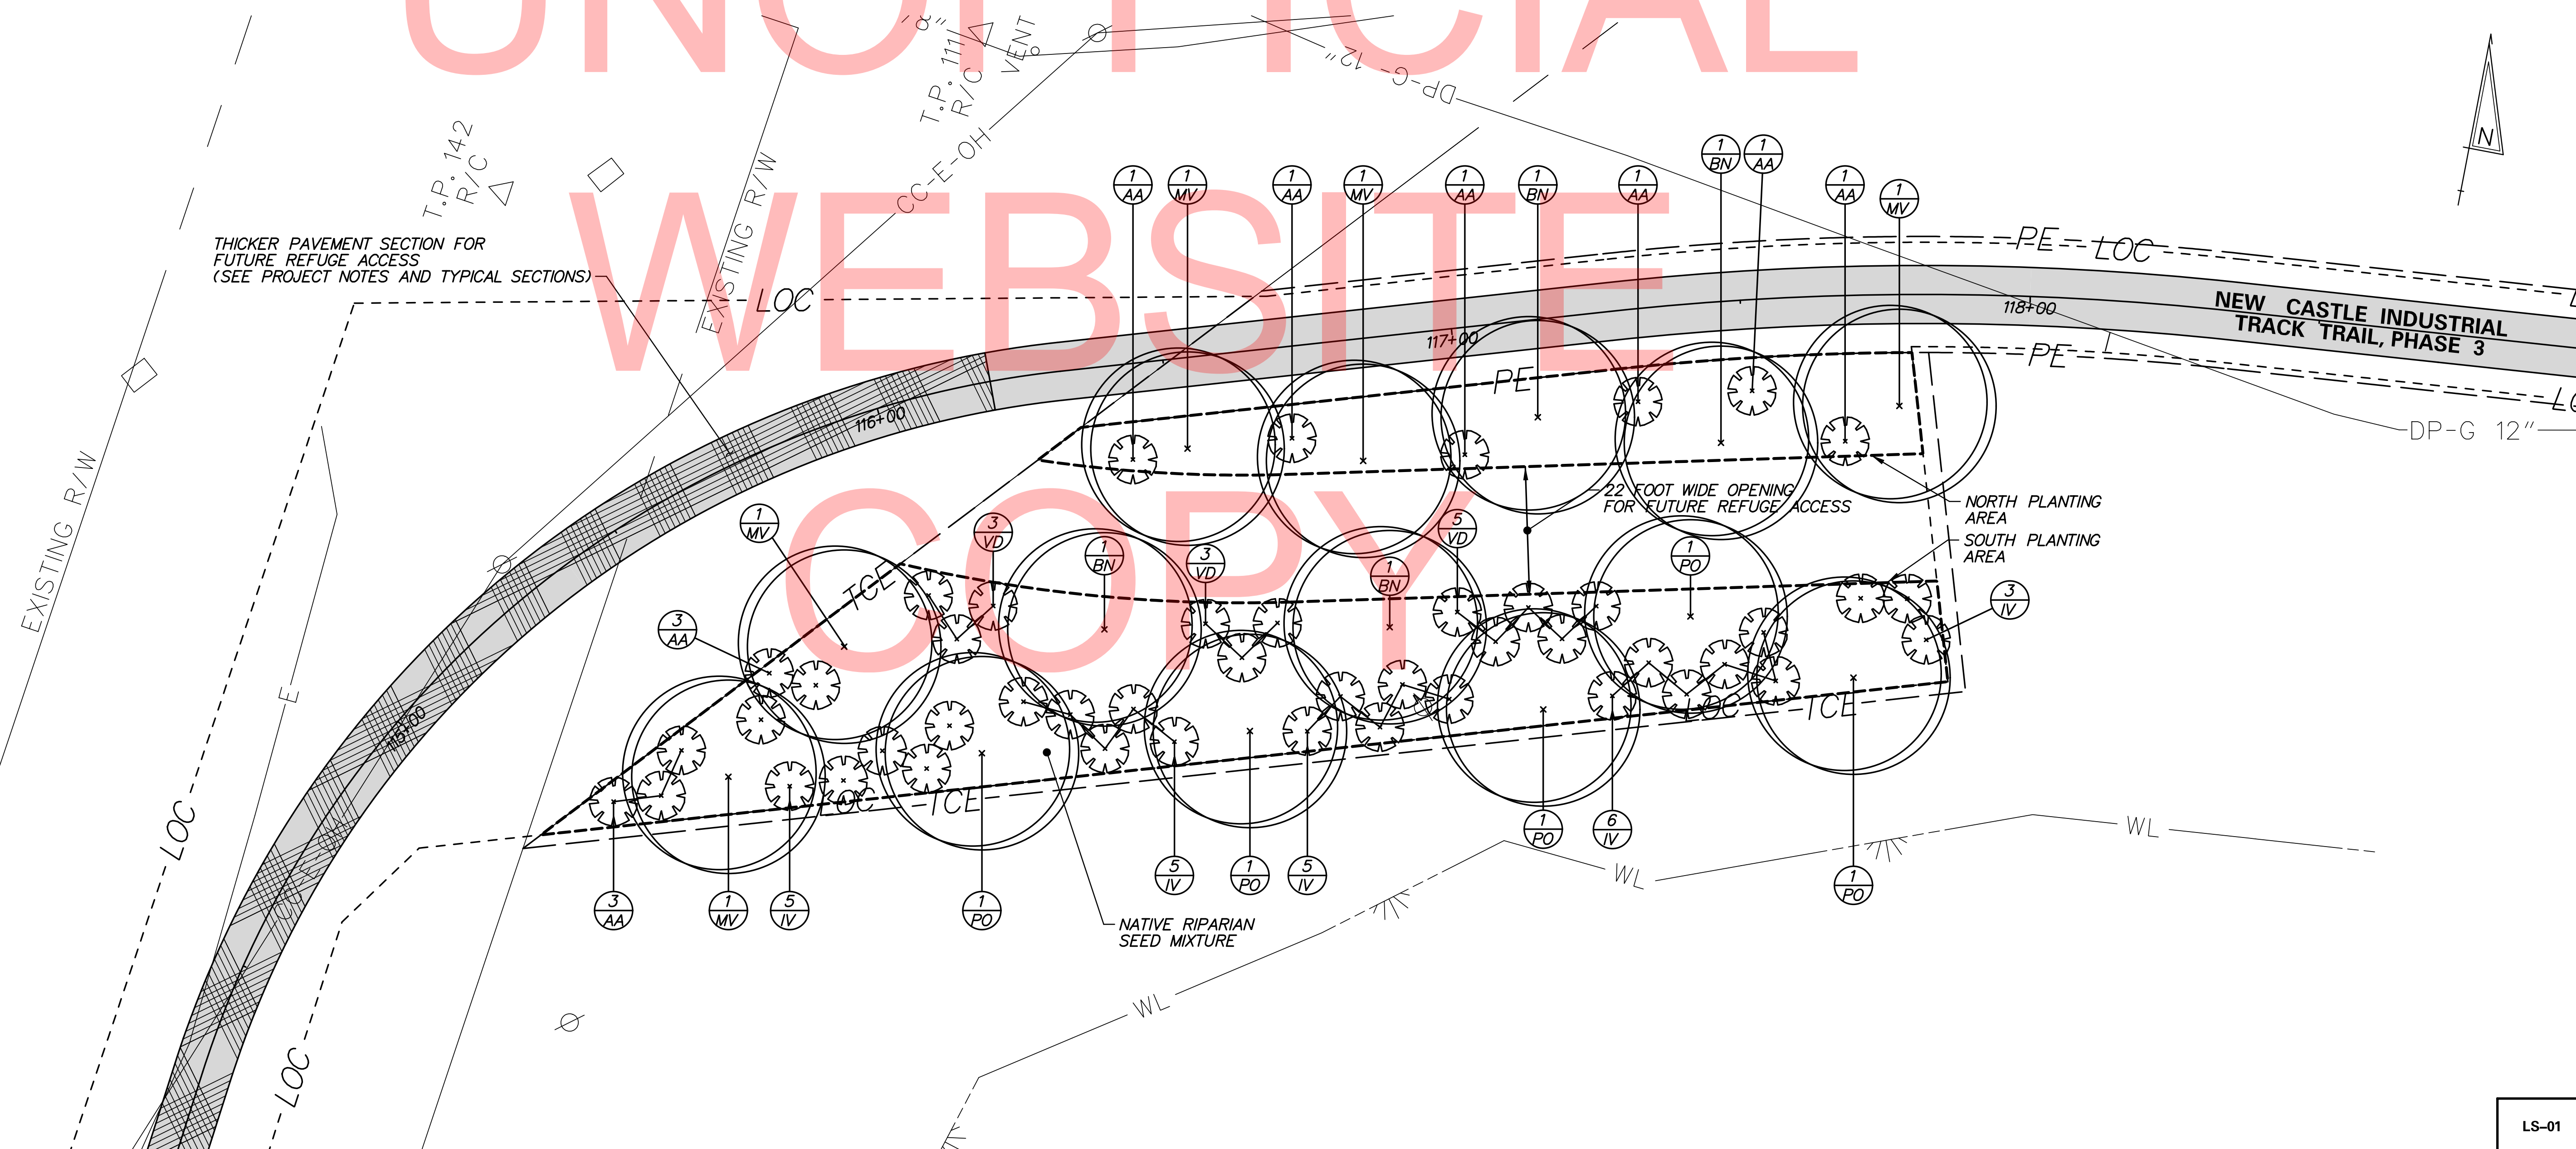 UNOFFICIAL
WEBSITE
COPY
T.P. 1111
R/C
VENT
8"
DP-G- 12"
T.P. 142
R/C
EXISTING R/W
CC-E-OH
N
THICKER PAVEMENT SECTION FOR
FUTURE REFUGE ACCESS
(SEE PROJECT NOTES AND TYPICAL SECTIONS)
LOC
1
AA
1
MV
1
AA
1
MV
1
AA
1
BN
1
AA
1
BN
1
AA
1
AA
1
MV
PE
LOC
NEW CASTLE INDUSTRIAL
TRACK TRAIL, PHASE 3
118+00
117+00
116+00
115+00
PE
PE
DP-G 12"
EXISTING R/W
22 FOOT WIDE OPENING
FOR FUTURE REFUGE ACCESS
NORTH PLANTING
AREA
SOUTH PLANTING
AREA
1
MV
3
VD
1
BN
3
VD
1
BN
5
VD
1
PO
3
IV
3
AA
TCE
E
LOC
LOC
TCE
LOC
TCE
3
AA
1
MV
5
IV
1
PO
5
IV
1
PO
5
IV
1
PO
6
IV
1
PO
NATIVE RIPARIAN
SEED MIXTURE
WL
WL
WL
LOC
LS-01